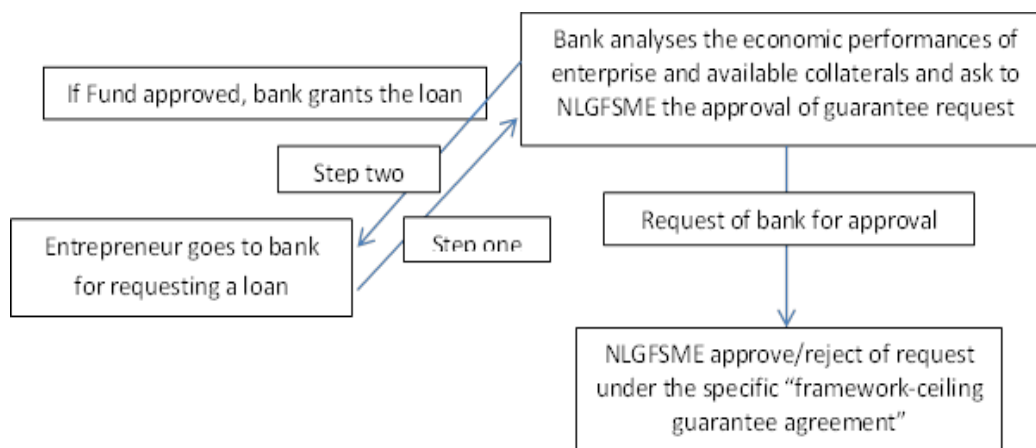 Bank analyses the economic performances of
enterprise and available collaterals and ask to
NLGFSME the approval of guarantee request
If Fund approved, bank grants the loan
Step two
Request of bank for approval
Step one
Entrepreneur goes to bank
for requesting a loan
NLGFSME approve/reject of request
under the specific “framework-ceiling
guarantee agreement”